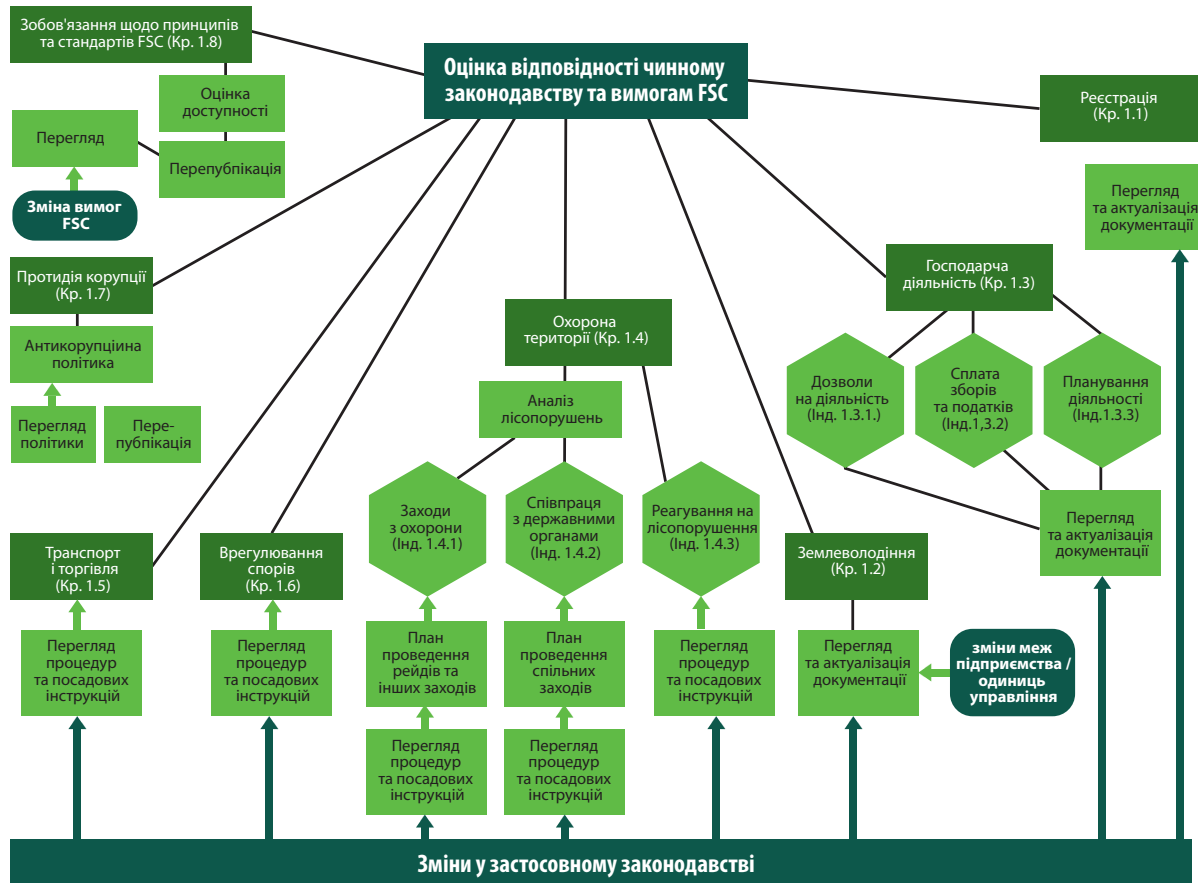 Зобов'язання щодо принципів
та стандартів FSC (Кр. 1.8)
Оцінка відповідності чинному
законодавству та вимогам FSC
Реєстрація
(Кр. 1.1)
Оцінка
доступності
Перегляд
Перепублікація
Зміна вимог
FSC
Перегляд
та актуалізація
документації
Протидія корупції
(Кр. 1.7)
Господарча
діяльність (Кр. 1.3)
Охорона
території (Кр. 1.4)
Антикорупціина
політика
Аналіз
лісопорушень
Дозволи
на діяльність
(Інд. 1.3.1.)
Сплата
зборів
та податків
(Інд.1,3.2)
Планування
діяльності
(Інд.1.3.3)
Перегляд
політики
Пере-
публікація
Заходи
з охорони
(Інд. 1.4.1)
Співпраця
з державними
органами
(Інд. 1.4.2)
Реагування на
лісопорушення
(Інд. 1.4.3)
Перегляд
та актуалізація
документації
Транспорт
і торгівля
(Кр. 1.5)
Врегулювання
спорів
(Кр. 1.6)
Землеволодіння
(Кр. 1.2)
Перегляд
процедур
та посадових
інструкцій
Перегляд
процедур
та посадових
інструкцій
План
проведення
рейдів та
інших заходів
План
проведення
спільних
заходів
Перегляд
процедур
та посадових
інструкцій
Перегляд
та актуалізація
документації
зміни меж
підприємства /
одиниць
управління
Перегляд
процедур
та посадових
інструкцій
Перегляд
процедур
та посадових
інструкцій
Зміни у застосовному законодавстві